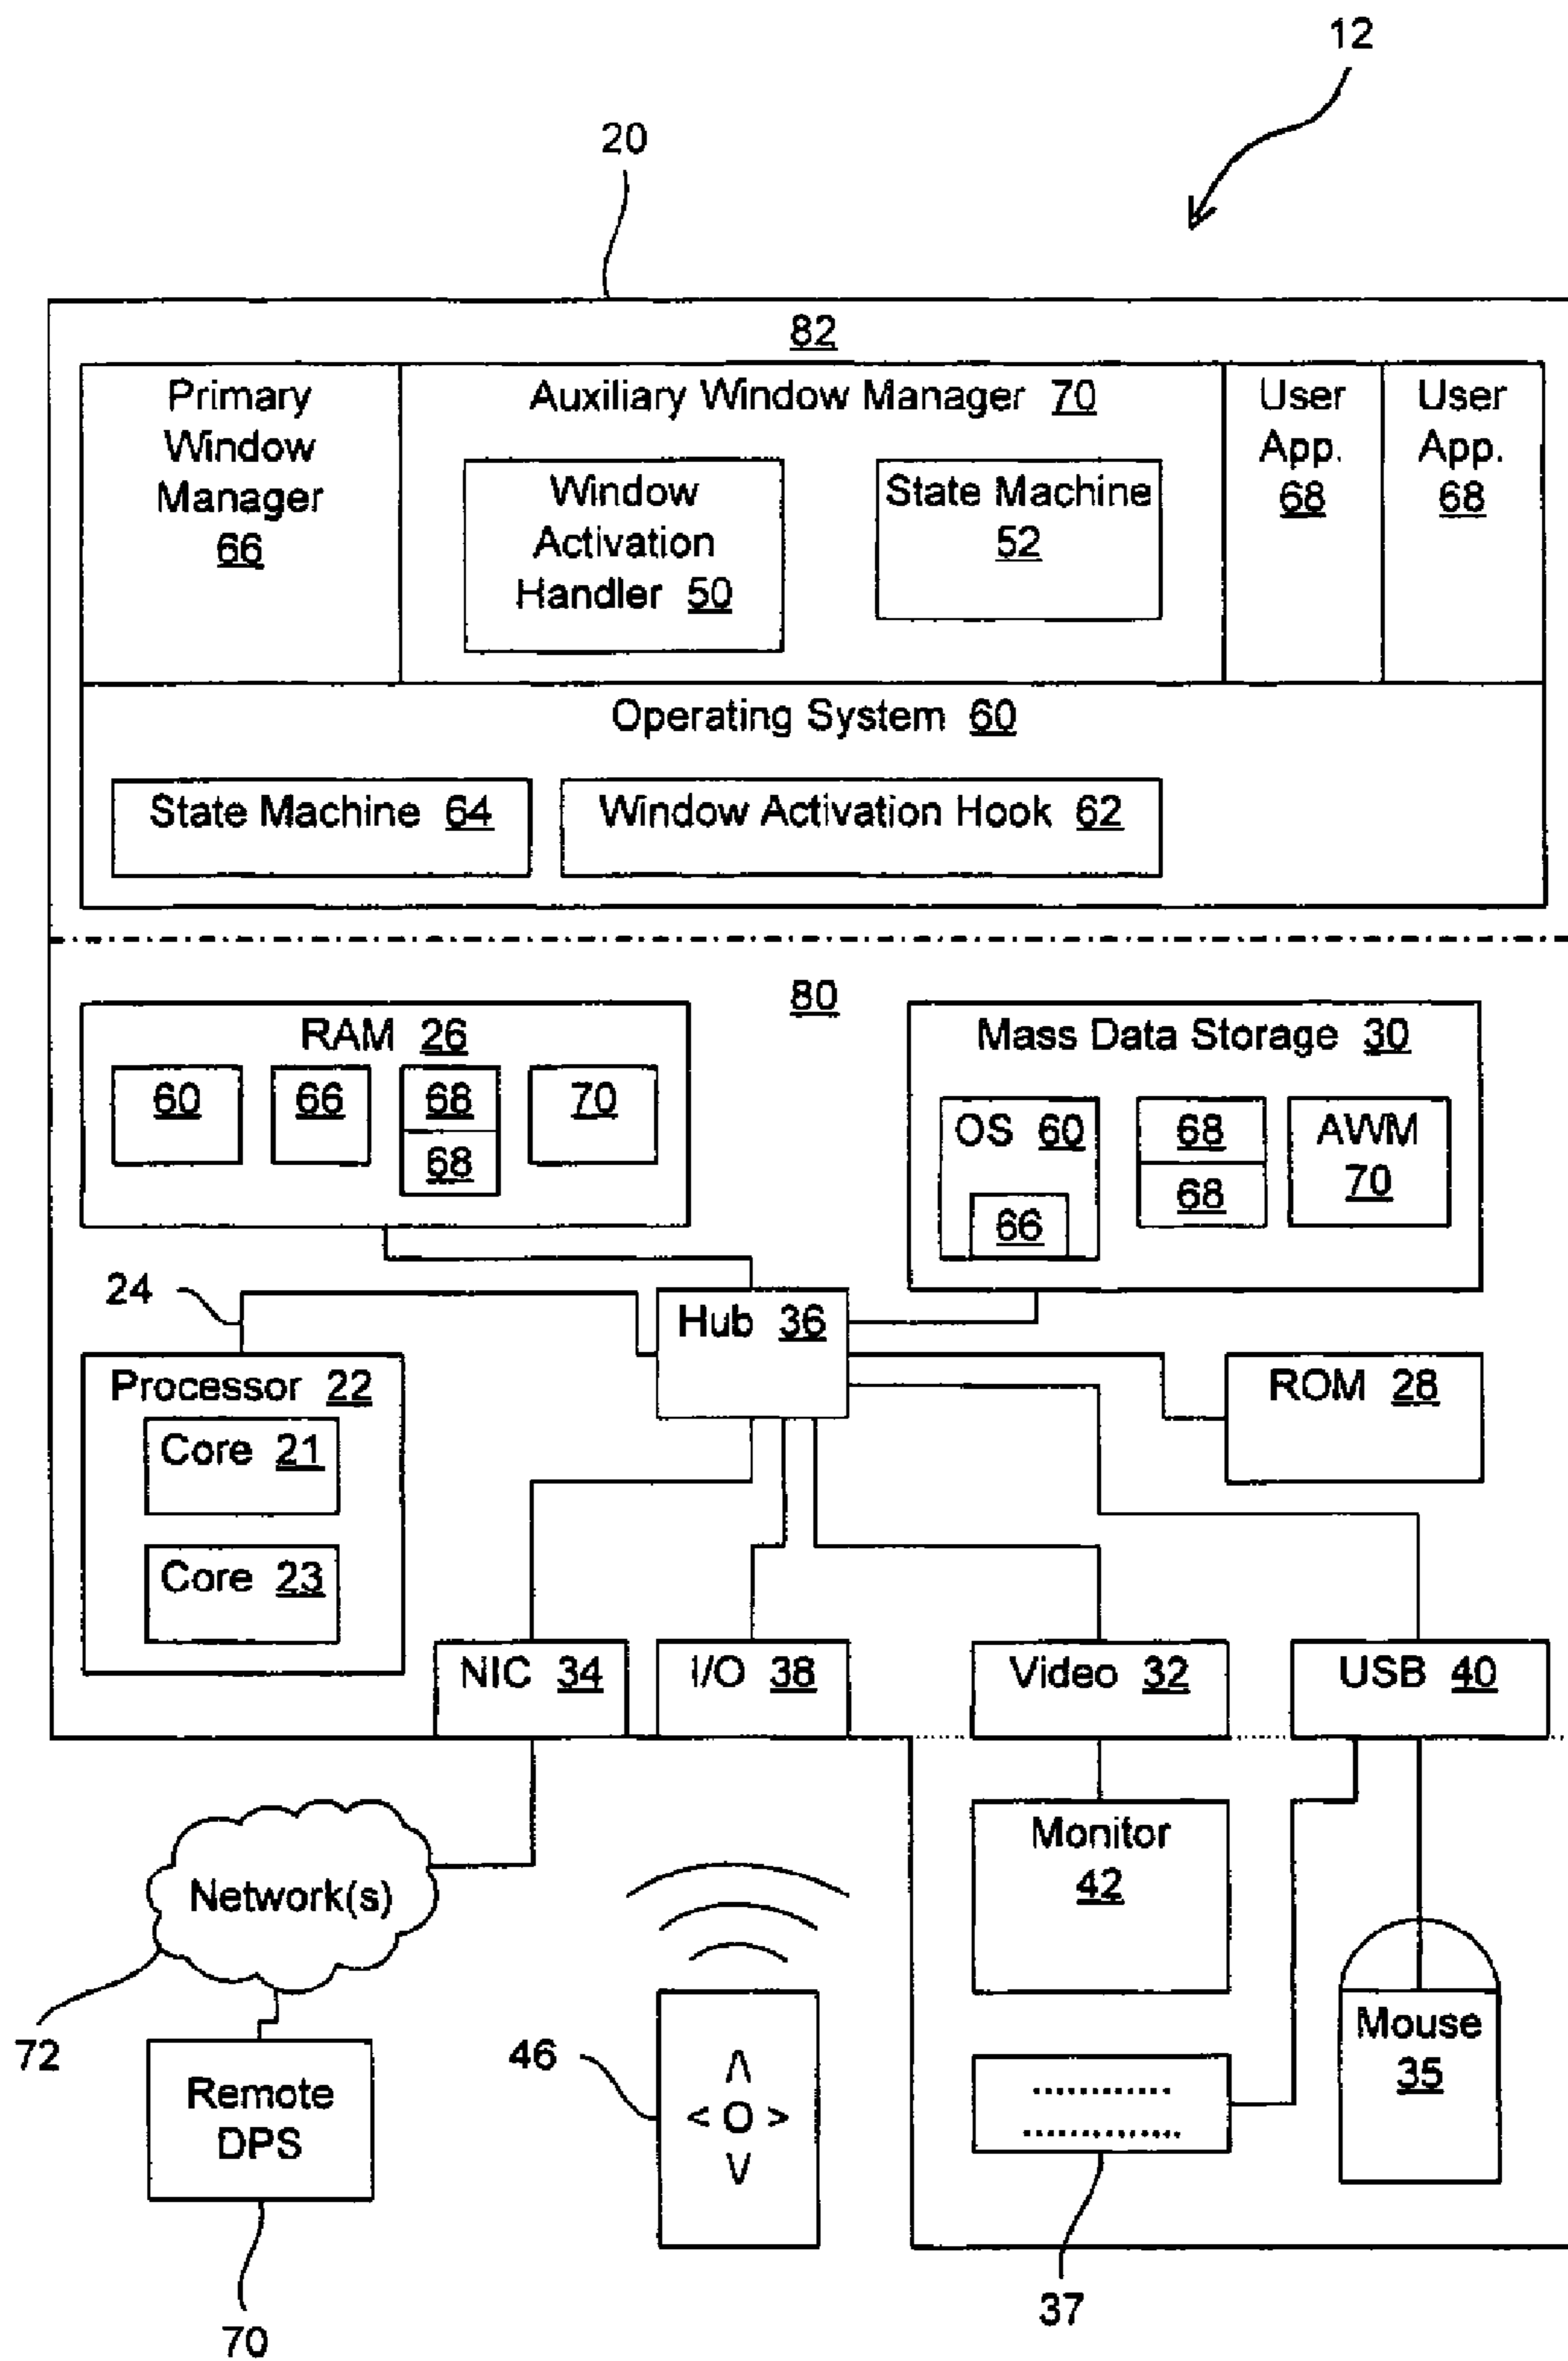 12
20
82
Primary
Window
Manager
66
Auxiliary Window Manager 70
Window
Activation
Handler 50
State Machine
52
User
App.
68
User
App.
68
Operating System 60
State Machine 64
Window Activation Hook 62
80
RAM 26
60
66
68
68
70
Mass Data Storage 30
OS 60
66
68
68
AWM
70
24
Hub 36
Processor 22
Core 21
Core 23
ROM 28
NIC 34
I/O 38
Video 32
USB 40
Network(s)
72
Monitor
42
Mouse
35
46
Λ
< O >
V
Remote
DPS
37
70